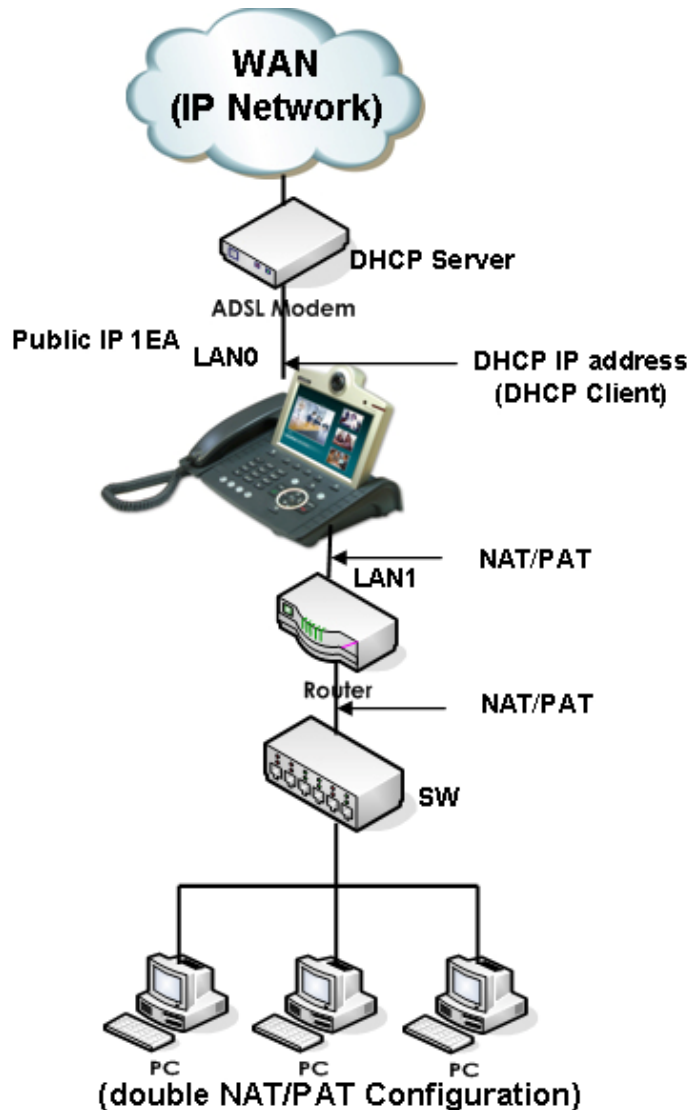 WAN
(IP Network)
DHCP Server
ADSL Modem
Public IP 1EA
LAN0
DHCP IP address
(DHCP Client)
NAT/PAT
LAN1
Router
NAT/PAT
SW
PC
PC
PC
(double NAT/PAT Configuration)